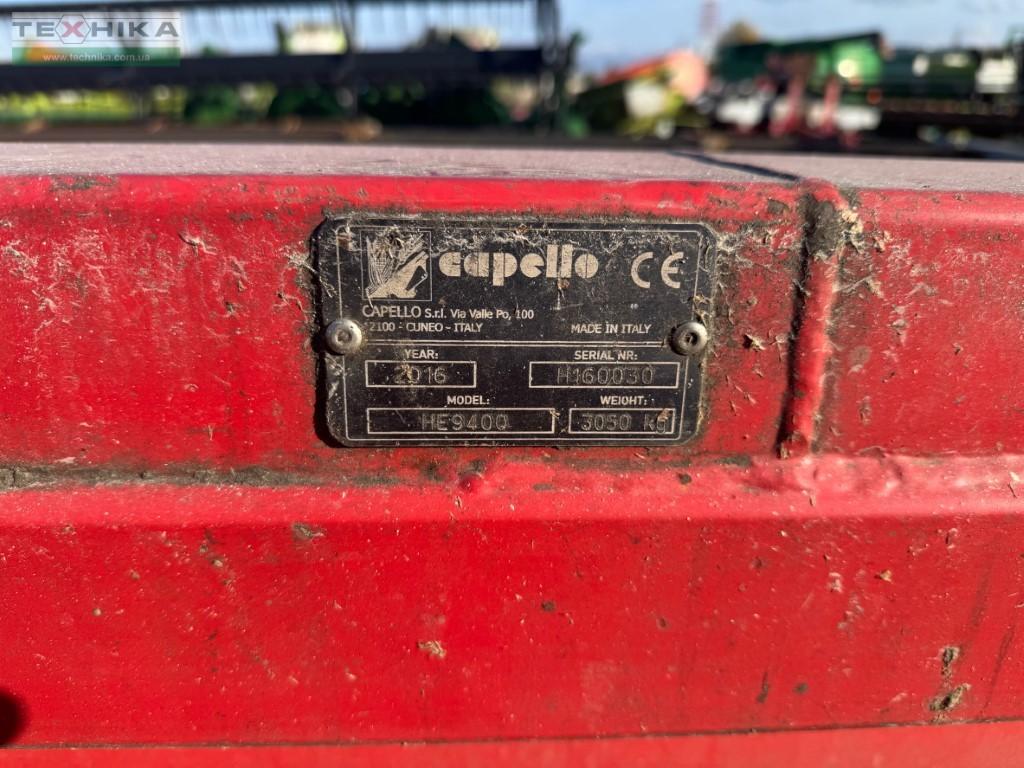 TEXHIKA
www.technika.com.ua
capello CE
CAPELLO S.r.l. Via Valle Po, 100
12100 - CUNEO - ITALY MADE IN ITALY
YEAR: SERIAL NR:
2016 H160030
MODEL: WEIGHT:
HE9400 3050 kg